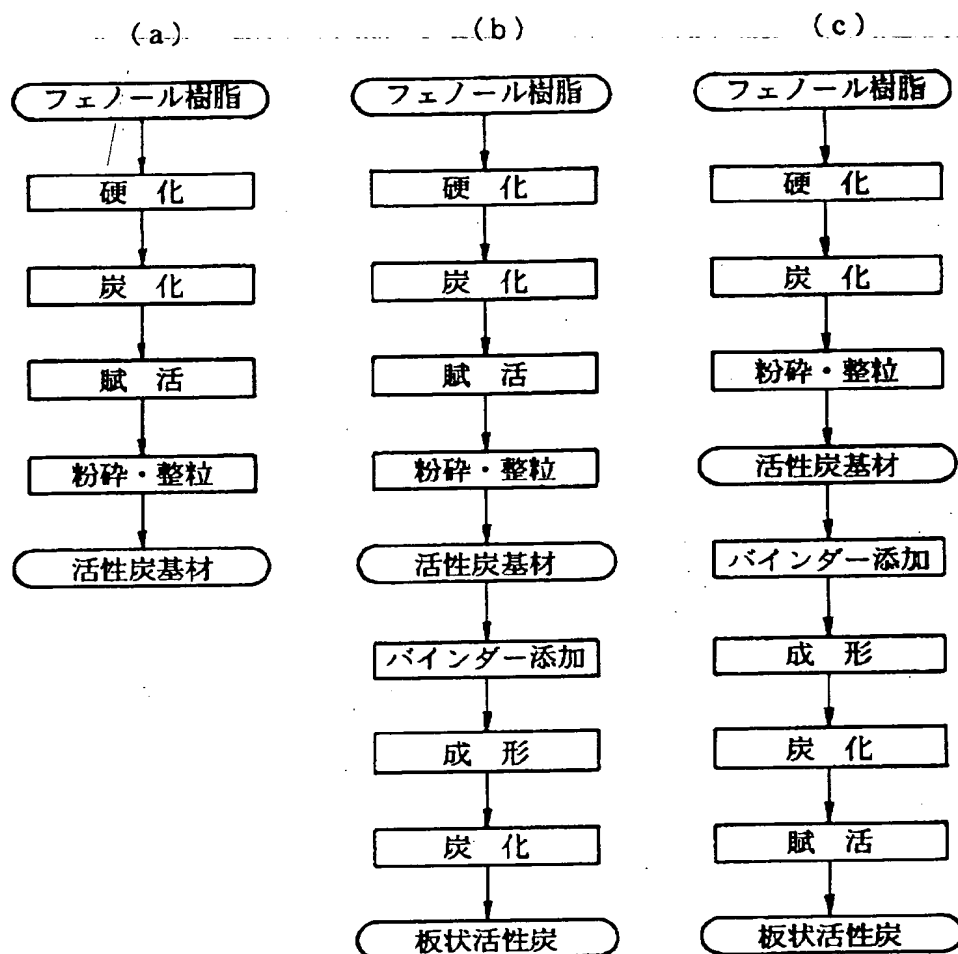 (a)
フェノール樹脂
硬 化
炭 化
賦 活
粉砕・整粒
活性炭基材
(b)
フェノール樹脂
硬 化
炭 化
賦 活
粉砕・整粒
活性炭基材
バインダー添加
成 形
炭 化
板状活性炭
(c)
フェノール樹脂
硬 化
炭 化
粉砕・整粒
活性炭基材
バインダー添加
成 形
炭 化
賦 活
板状活性炭